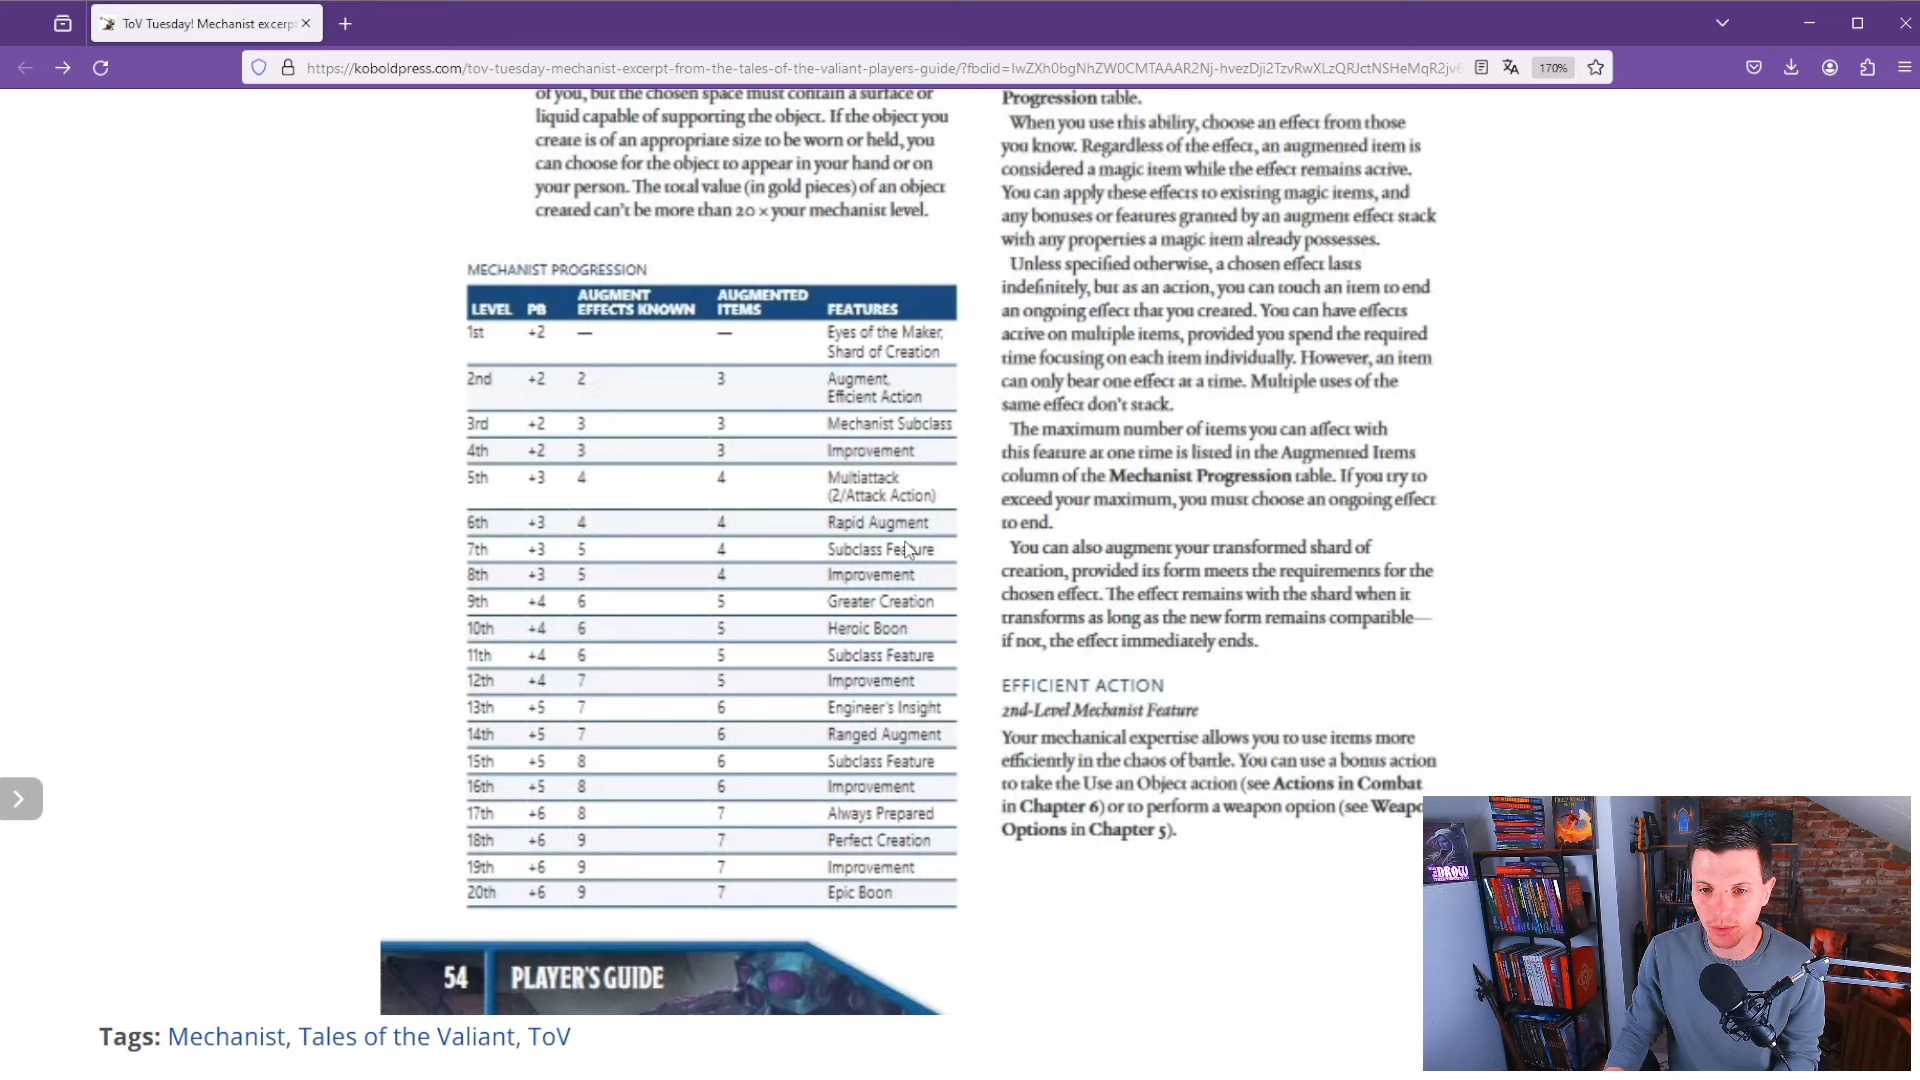 ToV Tuesday! Mechanist excerpt
https://koboldpress.com/tov-tuesday-mechanist-excerpt-from-the-tales-of-the-valiant-players-guide/?fbclid=
170%
of you, but the chosen space must contain a surface or
liquid capable of supporting the object. If the object you
create is of an appropriate size to be worn or held, you
can choose for the object to appear in your hand or on
your person. The total value (in gold pieces) of an object
created can't be more than 20 × your mechanist level.
MECHANIST PROGRESSION
LEVEL PB AUGMENT EFFECTS KNOWN AUGMENTED ITEMS FEATURES
1st +2 — — Eyes of the Maker,
Shard of Creation
2nd +2 2 3 Augment,
Efficient Action
3rd +2 3 3 Mechanist Subclass
4th +2 3 3 Improvement
5th +3 4 4 Multiattack
(2/Attack Action)
6th +3 4 4 Rapid Augment
7th +3 5 4 Subclass Feature
8th +3 5 4 Improvement
9th +4 6 5 Greater Creation
10th +4 6 5 Heroic Boon
11th +4 6 5 Subclass Feature
12th +4 7 5 Improvement
13th +5 7 6 Engineer's Insight
14th +5 7 6 Ranged Augment
15th +5 8 6 Subclass Feature
16th +5 8 6 Improvement
17th +6 8 7 Always Prepared
18th +6 9 7 Perfect Creation
19th +6 9 7 Improvement
20th +6 9 7 Epic Boon
54 PLAYER'S GUIDE
Progression table.
When you use this ability, choose an effect from those
you know. Regardless of the effect, an augmented item is
considered a magic item while the effect remains active.
You can apply these effects to existing magic items, and
any bonuses or features granted by an augment effect stack
with any properties a magic item already possesses.
Unless specified otherwise, a chosen effect lasts
indefinitely, but as an action, you can touch an item to end
an ongoing effect that you created. You can have effects
active on multiple items, provided you spend the required
time focusing on each item individually. However, an item
can only bear one effect at a time. Multiple uses of the
same effect don't stack.
The maximum number of items you can affect with
this feature at one time is listed in the Augmented Items
column of the Mechanist Progression table. If you try to
exceed your maximum, you must choose an ongoing effect
to end.
You can also augment your transformed shard of
creation, provided its form meets the requirements for the
chosen effect. The effect remains with the shard when it
transforms as long as the new form remains compatible—
if not, the effect immediately ends.
EFFICIENT ACTION
2nd-Level Mechanist Feature
Your mechanical expertise allows you to use items more
efficiently in the chaos of battle. You can use a bonus action
to take the Use an Object action (see Actions in Combat
in Chapter 6) or to perform a weapon option (see Weapo
Options in Chapter 5).
DROW
Tags: Mechanist, Tales of the Valiant, ToV